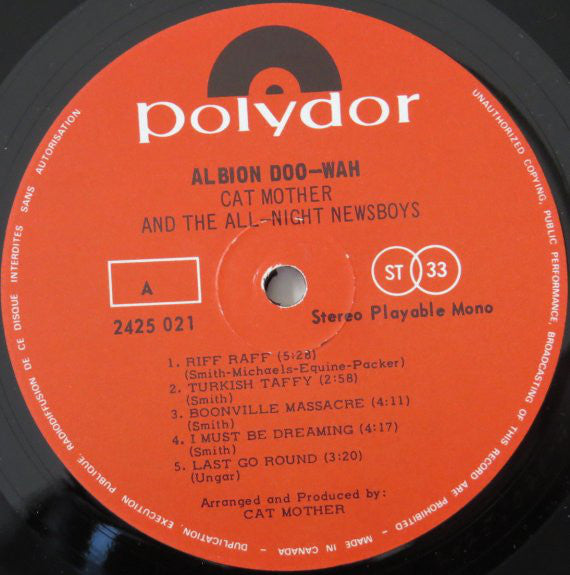 polydor
ALBION DOO-WAH
CAT MOTHER
AND THE ALL-NIGHT NEWSBOYS
A
2425 021
ST 33
Stereo Playable Mono
1. RIFF RAFF (5:28)
(Smith-Michaels-Equine-Packer)
2. TURKISH TAFFY (2:58)
(Smith)
3. BOONVILLE MASSACRE (4:11)
(Smith)
4. I MUST BE DREAMING (4:17)
(Smith)
5. LAST GO ROUND (3:20)
(Ungar)
Arranged and Produced by:
CAT MOTHER
UNAUTHORIZED COPYING, PUBLIC PERFORMANCE, BROADCASTING OF THIS RECORD ARE PROHIBITED - MADE IN CANADA - DUPLICATION, EXECUTION PUBLIQUE, RADIODIFFUSION DE CE DISQUE INTERDITES SANS AUTORISATION